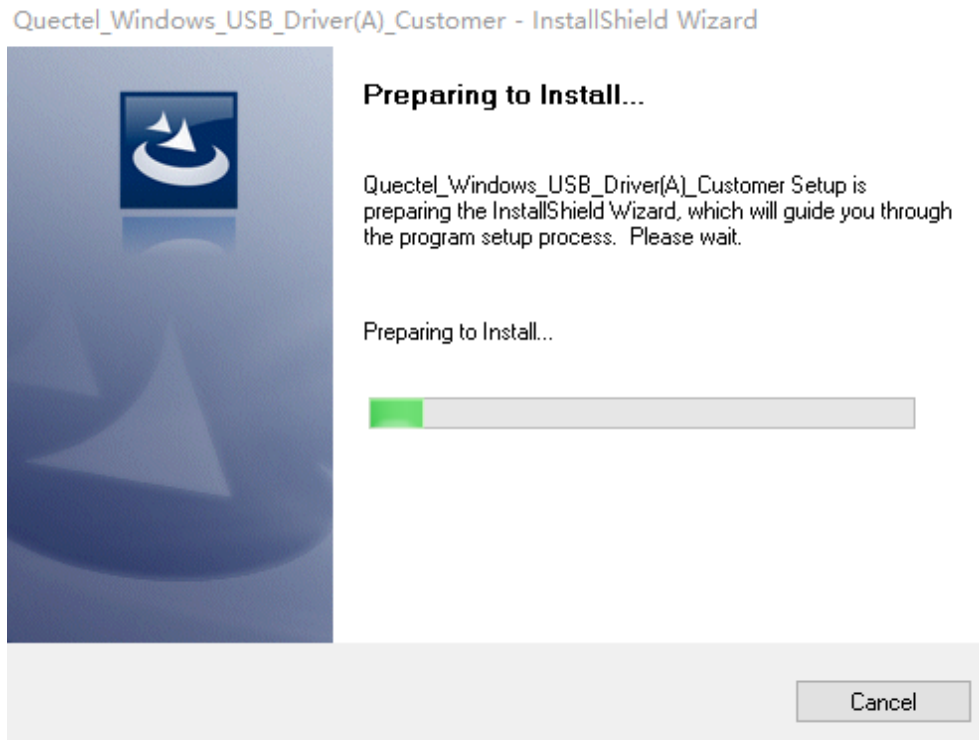 Quectel_Windows_USB_Driver(A)_Customer - InstallShield Wizard
Preparing to Install...
Quectel_Windows_USB_Driver(A)_Customer Setup is
preparing the InstallShield Wizard, which will guide you through
the program setup process.  Please wait.
Preparing to Install...
Cancel